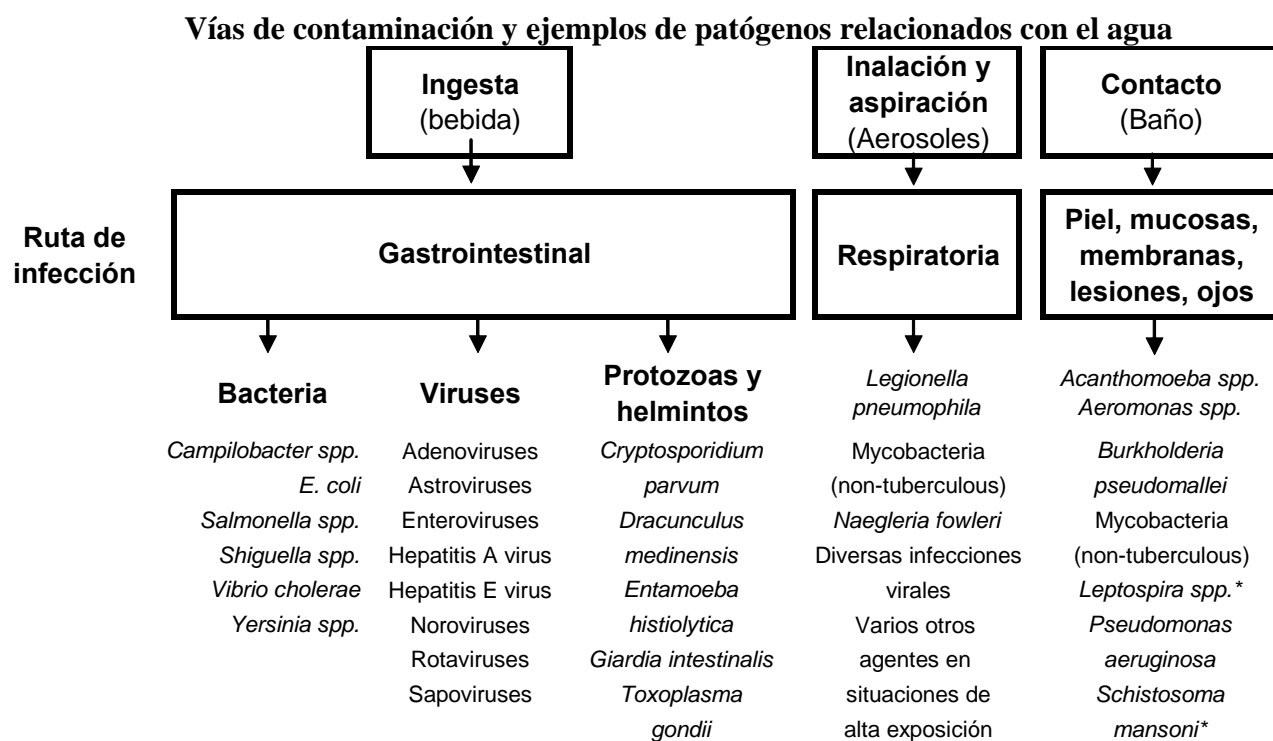 Vías de contaminación y ejemplos de patógenos relacionados con el agua
Ingesta
(bebida)
Inalación y
aspiración
(Aerosoles)
Contacto
(Baño)
Ruta de
infección
Gastrointestinal
Respiratoria
Piel, mucosas,
membranas,
lesiones, ojos
Bacteria
Campilobacter spp.
E. coli
Salmonella spp.
Shiguella spp.
Vibrio cholerae
Yersinia spp.
Viruses
Adenoviruses
Astroviruses
Enteroviruses
Hepatitis A virus
Hepatitis E virus
Noroviruses
Rotaviruses
Sapoviruses
Protozoas y
helmintos
Cryptosporidium
parvum
Dracunculus
medinensis
Entamoeba
histiolytica
Giardia intestinalis
Toxoplasma
gondii
Legionella
pneumophila
Mycobacteria
(non-tuberculous)
Naegleria fowleri
Diversas infecciones
virales
Varios otros
agentes en
situaciones de
alta exposición
Acanthomoeba spp.
Aeromonas spp.
Burkholderia
pseudomallei
Mycobacteria
(non-tuberculous)
Leptospira spp.*
Pseudomonas
aeruginosa
Schistosoma
mansoni*